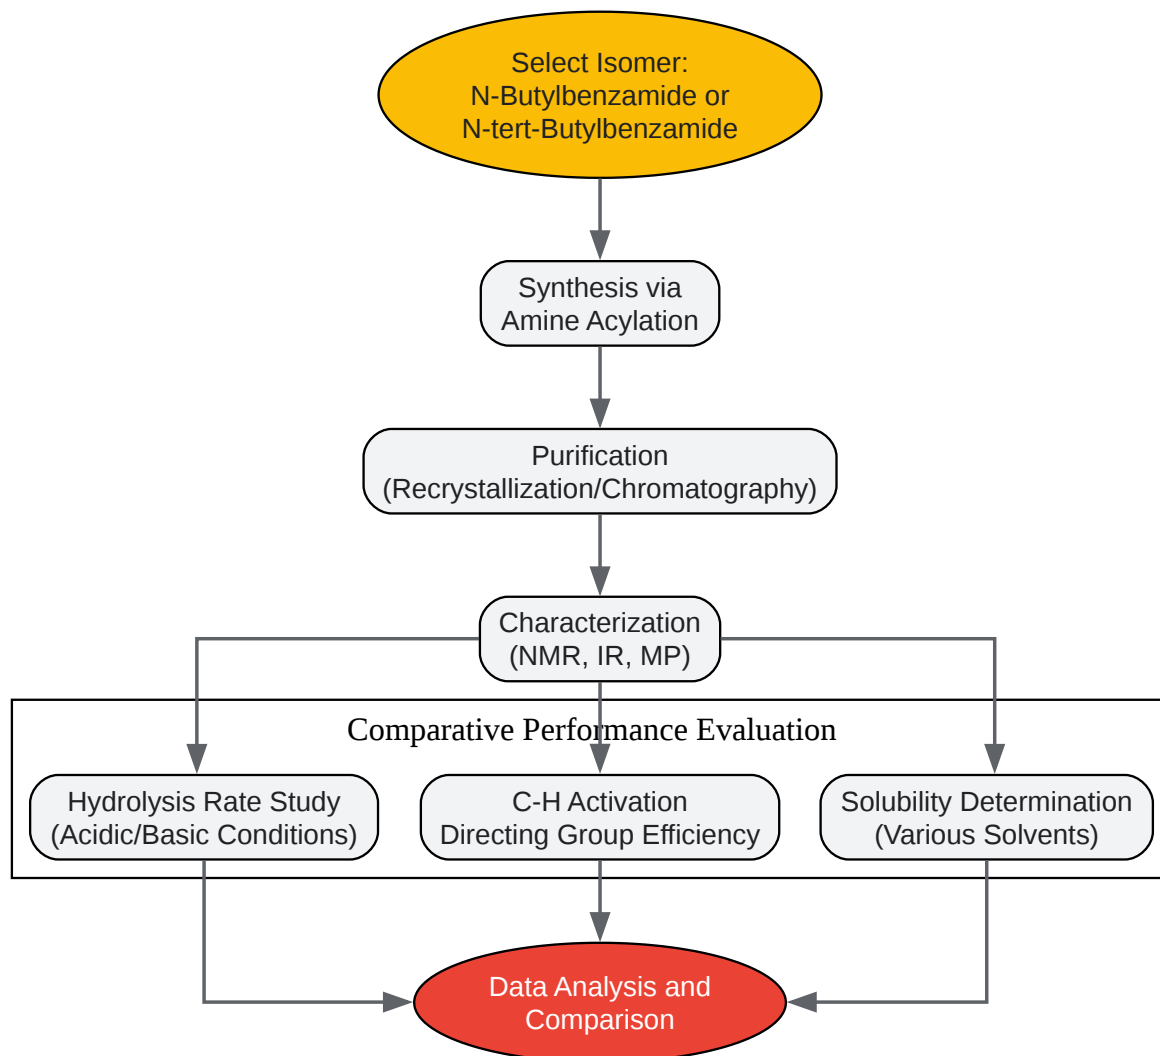 Select Isomer:
N-Butylbenzamide or
N-tert-Butylbenzamide
Synthesis via
Amine Acylation
Purification
(Recrystallization/Chromatography)
Characterization
(NMR, IR, MP)
Comparative Performance Evaluation
Hydrolysis Rate Study
(Acidic/Basic Conditions)
C-H Activation
Directing Group Efficiency
Solubility Determination
(Various Solvents)
Data Analysis and
Comparison